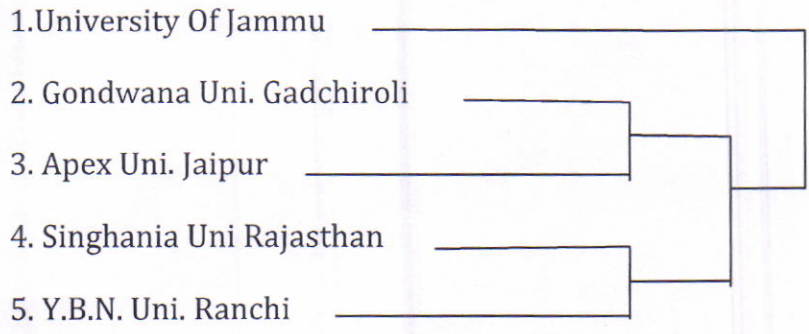 1.University Of Jammu
2. Gondwana Uni. Gadchiroli
3. Apex Uni. Jaipur
4. Singhania Uni Rajasthan
5. Y.B.N. Uni. Ranchi